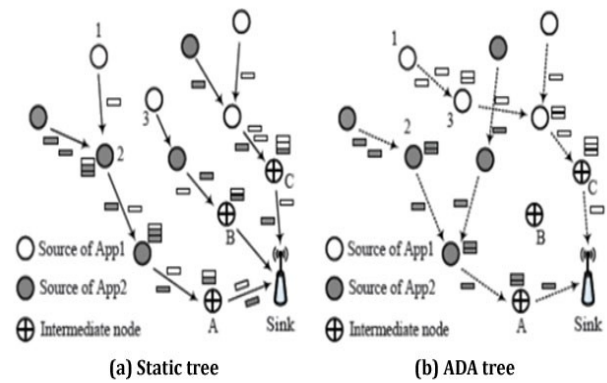 1
1
3
3
2
2
C
C
B
B
Source of App1
Source of App1
Source of App2
Source of App2
Intermediate node
A
Sink
Intermediate node
A
Sink
(a) Static tree
(b) ADA tree